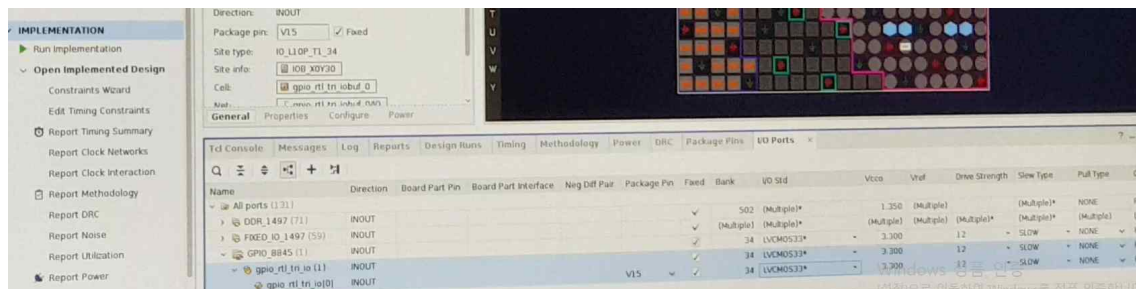 IMPLEMENTATION
Run Implementation
Open Implemented Design
Constraints Wizard
Edit Timing Constraints
Report Timing Summary
Report Clock Networks
Report Clock Interaction
Report Methodology
Report DRC
Report Noise
Report Utilization
Report Power
Direction: INOUT
Package pin: V15 Fixed
Site type: IO_L10P_T1_34
Site info: IOB_X0Y30
Cell: gpio_rtl_tri_iobuf_0
General Properties Configure Power
T
U
V
W
Y
Tcl Console Messages Log Reports Design Runs Timing Methodology Power DRC Package Pins I/O Ports ×
Name Direction Board Part Pin Board Part Interface Neg Diff Pair Package Pin Fixed Bank I/O Std Vcco Vref Drive Strength Slew Type Pull Type
All ports (131)
DDR_1497 (71) INOUT 502 (Multiple)* 1.350 (Multiple) (Multiple)* NONE
FIXED_IO_1497 (59) INOUT (Multiple) (Multiple)* (Multiple) (Multiple) (Multiple)* (Multiple)* (Multiple)
GPIO_8845 (1) INOUT 34 LVCMOS33* 3.300 12 SLOW NONE
gpio_rtl_tri_io (1) INOUT 34 LVCMOS33* 3.300 12 SLOW NONE
gpio_rtl_tri_io[0] INOUT V15 34 LVCMOS33* 3.300 12 SLOW NONE
Windows 정품 인증